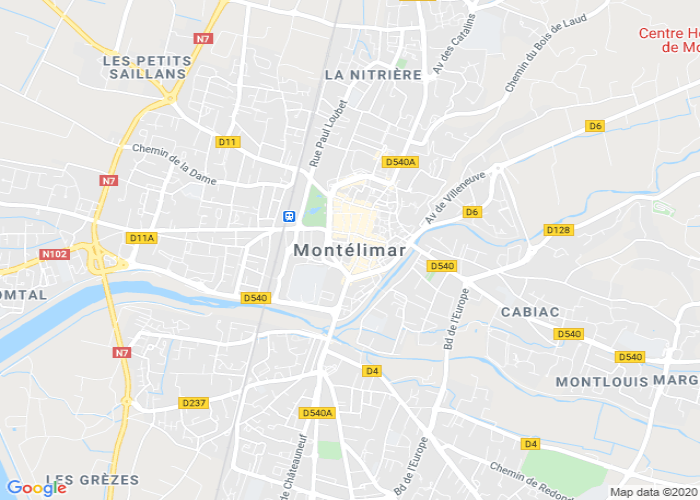 N7
Centre Ho
de Mo
LES PETITS
SAILLANS
LA NITRIÈRE
Av des Catalins
Chemin du Bois de Laud
Rue Paul Loubet
D6
D11
Chemin de la Dame
D540A
N7
Av de Villeneuve
D6
D128
D11A
N102
Montélimar
D540
OMTAL
D540
CABIAC
Bd de l'Europe
D540
N7
D540
D4
MONTLOUIS
MARG
D237
D540A
D4
Bd de l'Europe
de Châteauneuf
LES GRÈZES
Chemin de Redond
Google
Map data ©2020